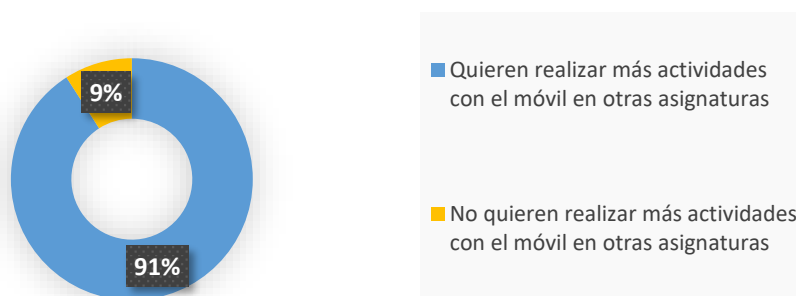 9%
91%
Quieren realizar más actividades
con el móvil en otras asignaturas
No quieren realizar más actividades
con el móvil en otras asignaturas